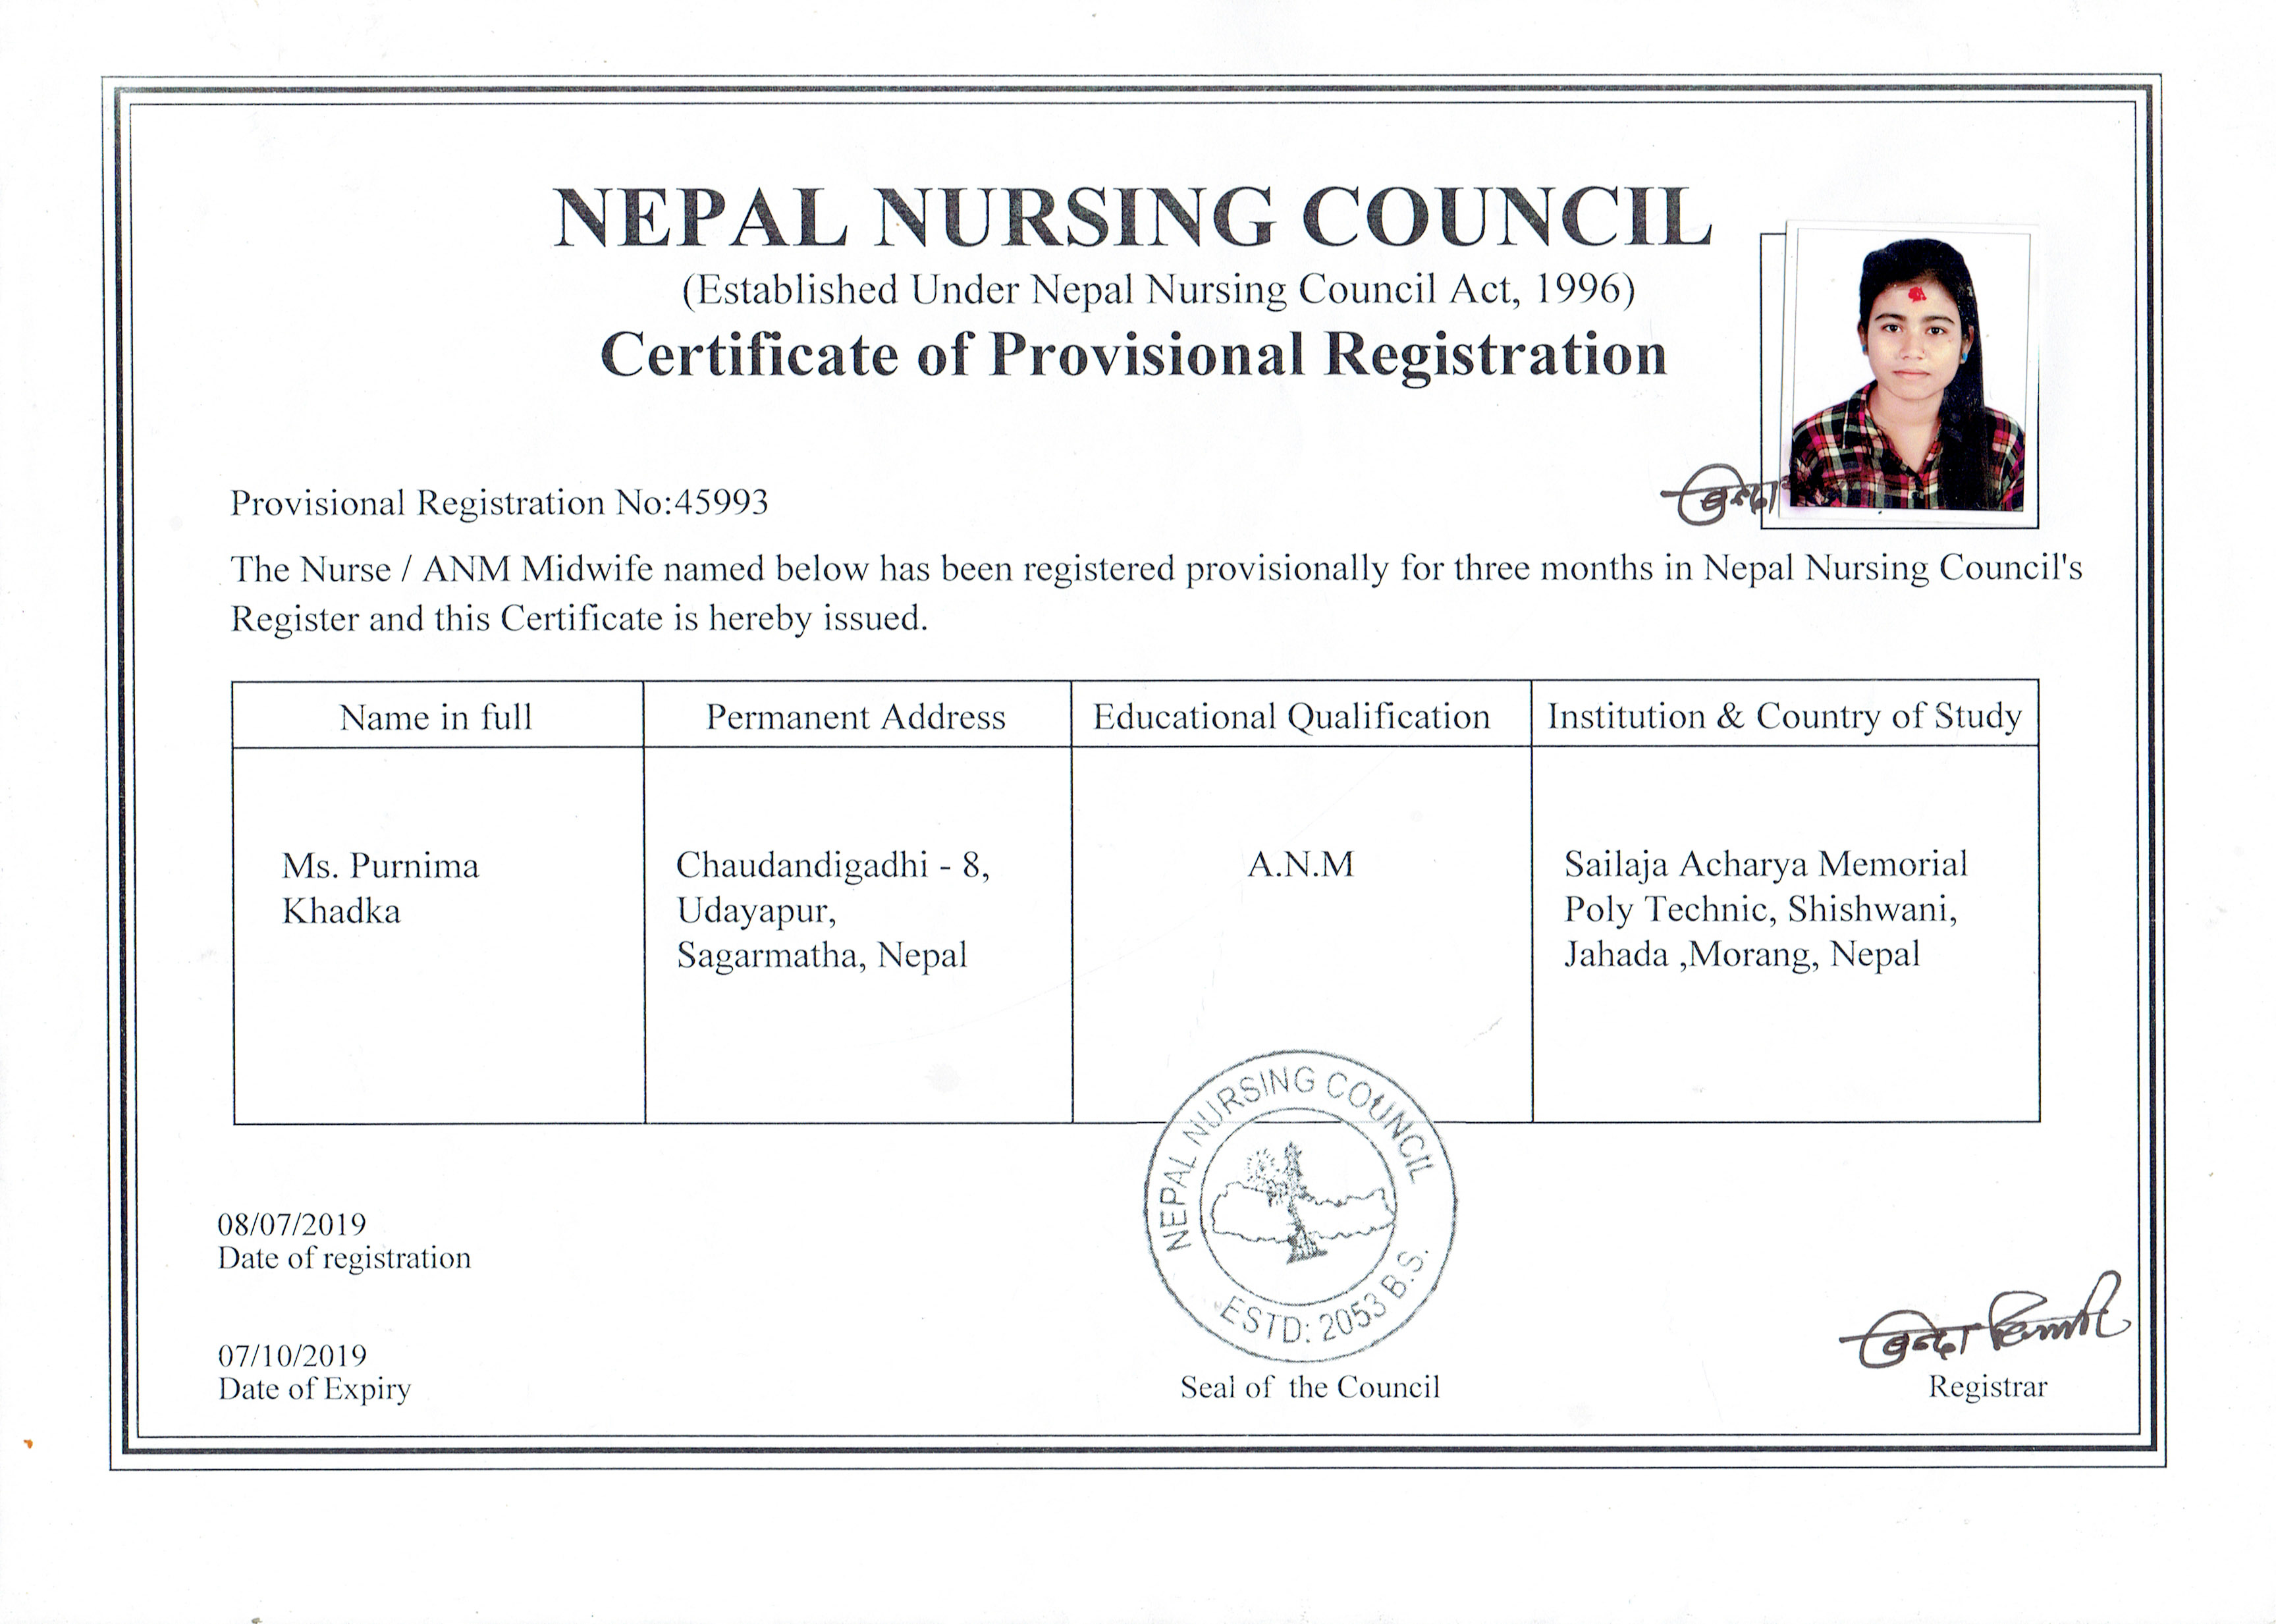 NEPAL NURSING COUNCIL
(Established Under Nepal Nursing Council Act, 1996)
Certificate of Provisional Registration
Provisional Registration No:45993
The Nurse / ANM Midwife named below has been registered provisionally for three months in Nepal Nursing Council's
Register and this Certificate is hereby issued.
Name in full Permanent Address Educational Qualification Institution & Country of Study
Ms. Purnima Chaudandigadhi - 8, A.N.M Sailaja Acharya Memorial
Khadka Udayapur, Poly Technic, Shishwani,
Sagarmatha, Nepal Jahada ,Morang, Nepal
NEPAL NURSING COUNCIL
ESTD: 2053 B.S.
08/07/2019
Date of registration
07/10/2019
Date of Expiry
Seal of the Council
Registrar